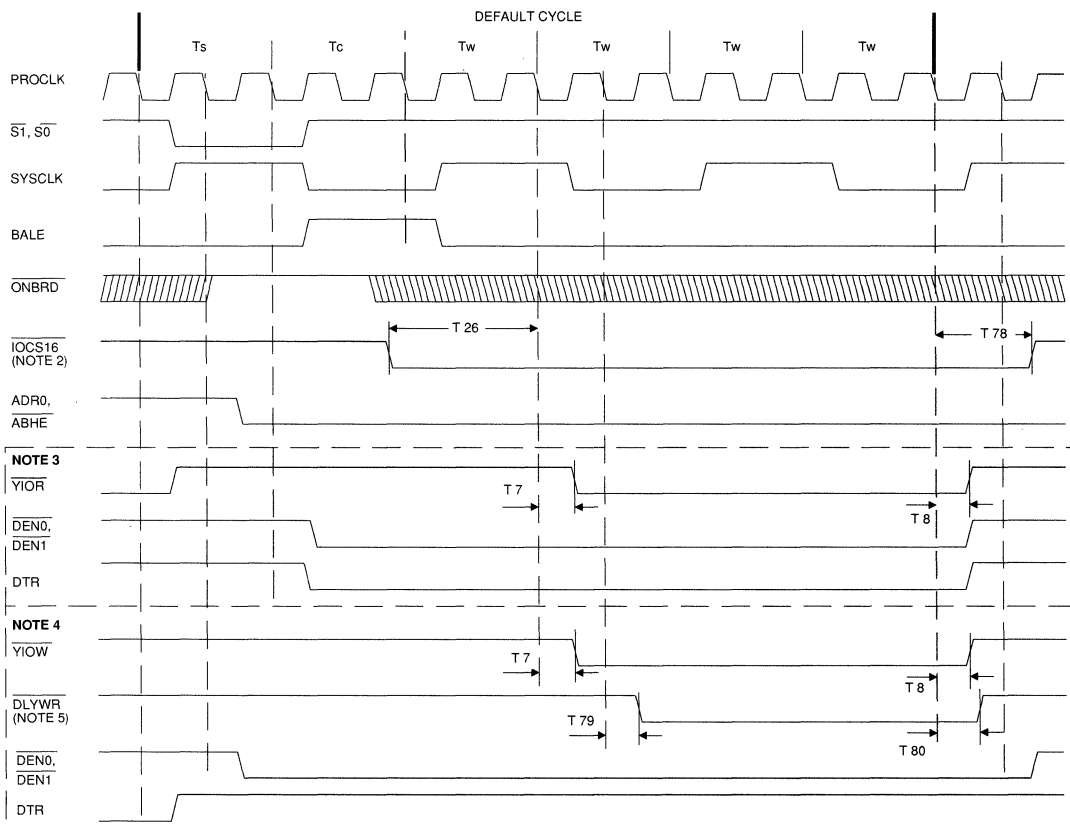 DEFAULT CYCLE
Ts Tc Tw Tw Tw Tw
PROCLK
S1, S0
SYSCLK
BALE
ONBRD
T 26
T 78
IOCS16
(NOTE 2)
ADR0,
ABHE
NOTE 3
YIOR
T 7
T 8
DEN0,
DEN1
DTR
NOTE 4
YIOW
T 7
T 8
DLYWR
(NOTE 5)
T 79
T 80
DEN0,
DEN1
DTR